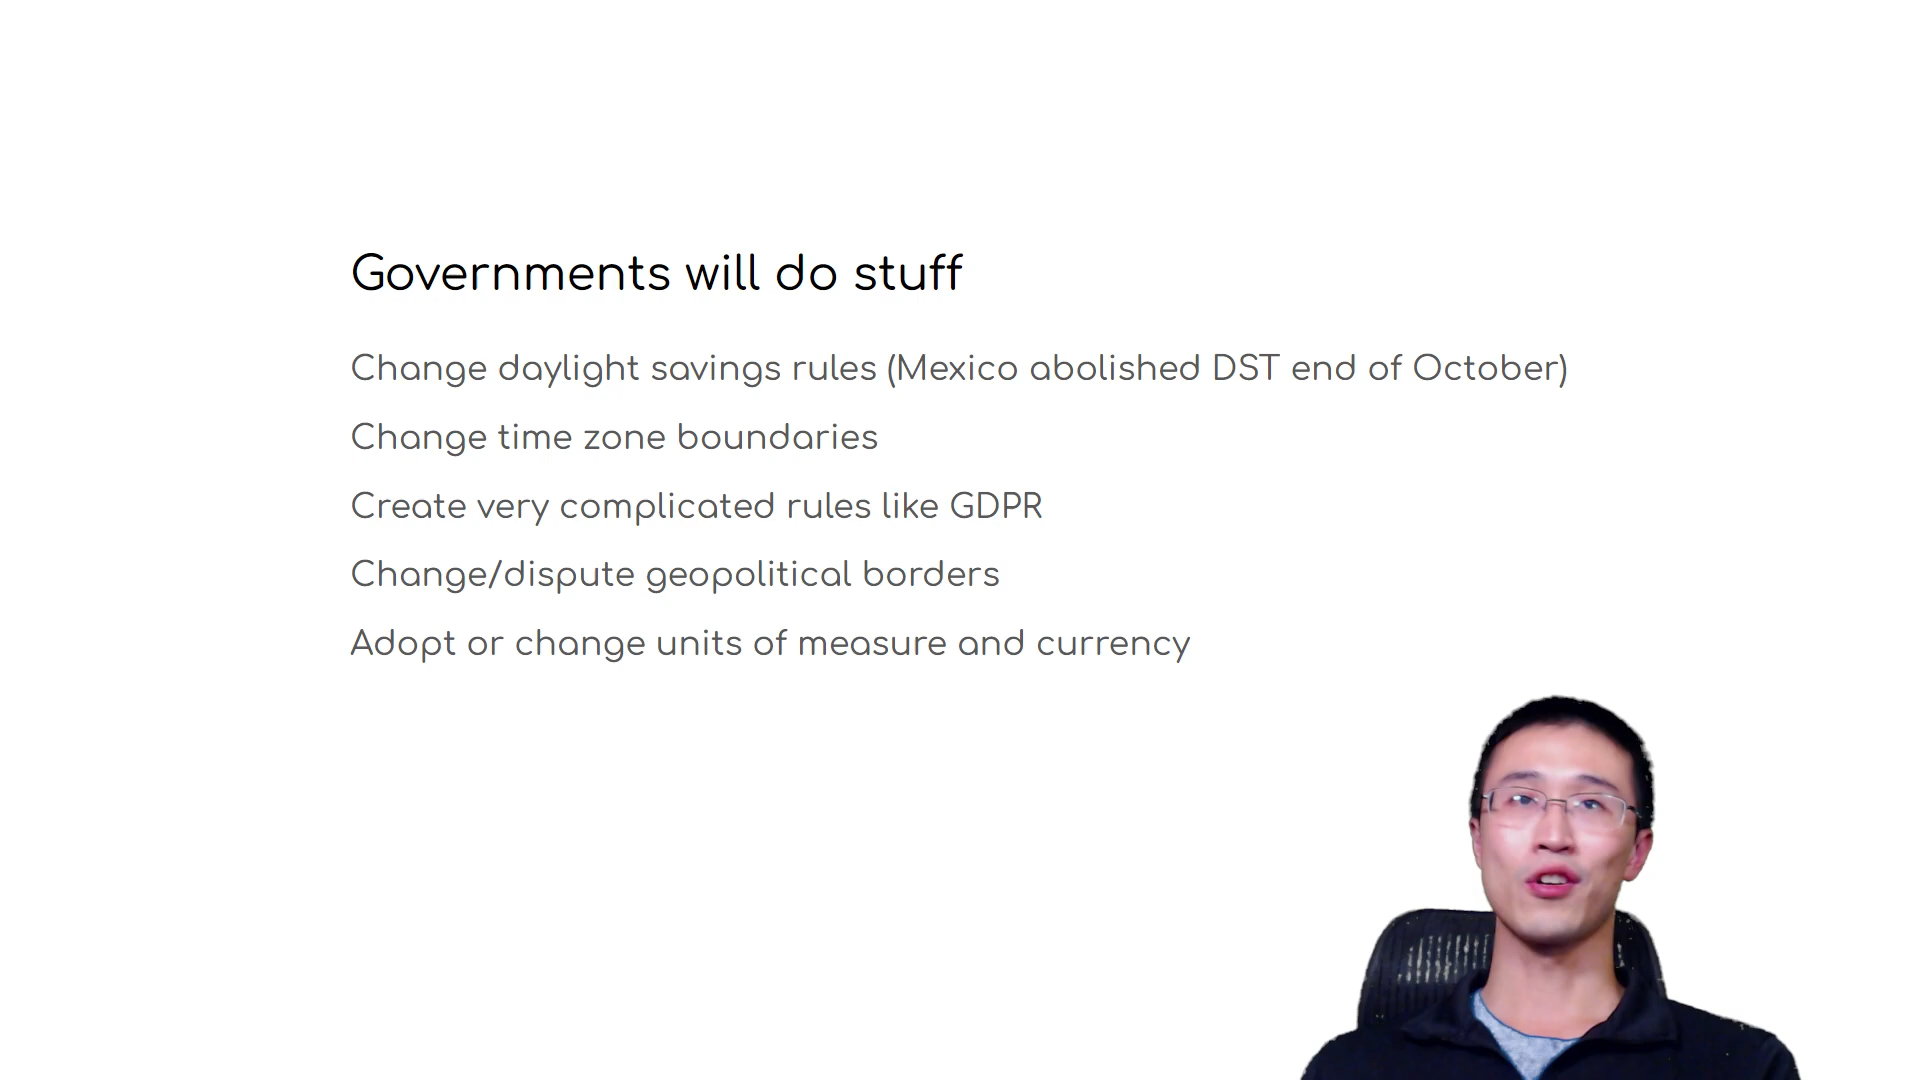 Governments will do stuff
Change daylight savings rules (Mexico abolished DST end of October)
Change time zone boundaries
Create very complicated rules like GDPR
Change/dispute geopolitical borders
Adopt or change units of measure and currency